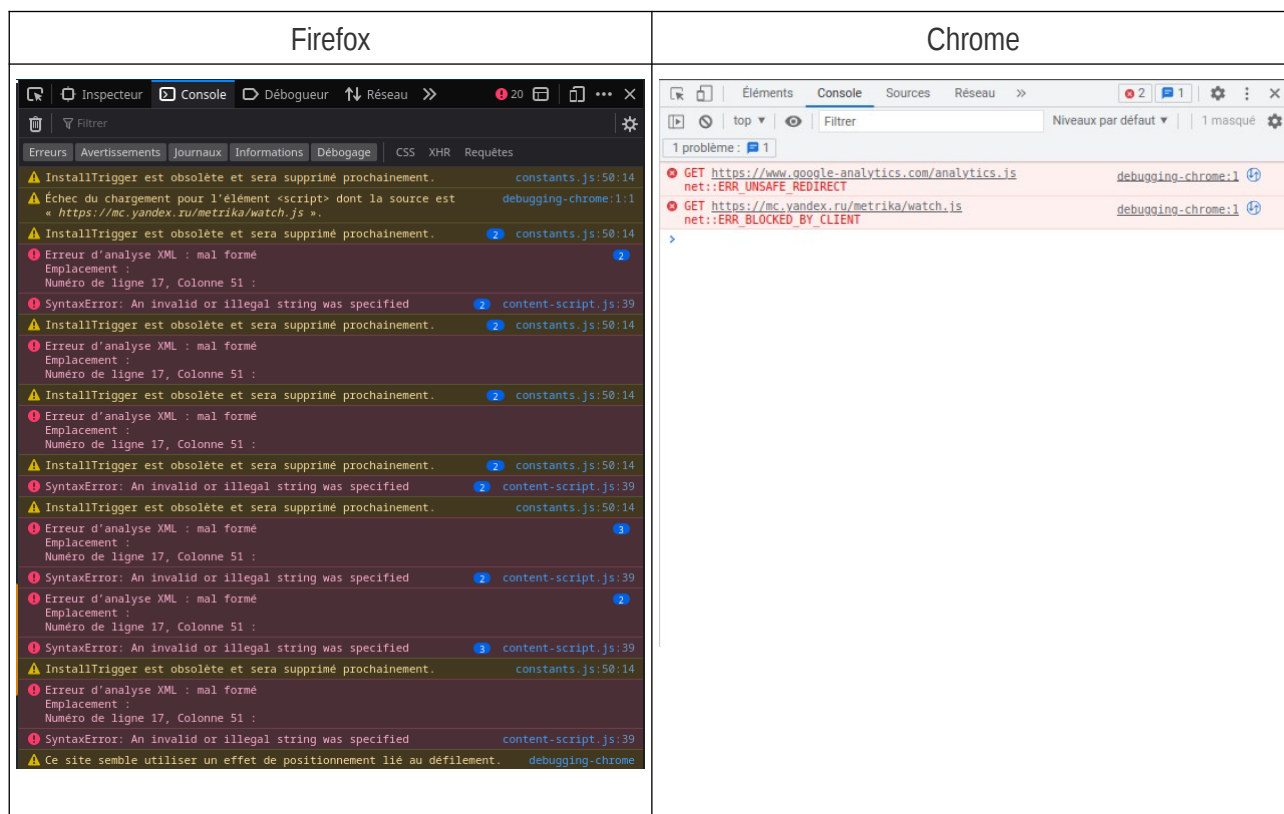 Firefox
Chrome
Inspecteur Console Débogueur Réseau 20
Filtrer
Erreurs Avertissements Journaux Informations Débogage CSS XHR Requêtes
InstallTrigger est obsolète et sera supprimé prochainement. constants.js:50:14
Échec du chargement pour l’élément <script> dont la source est debugging-chrome:1:1
« https://mc.yandex.ru/metrika/watch.js ».
InstallTrigger est obsolète et sera supprimé prochainement. 2 constants.js:50:14
Erreur d’analyse XML : mal formé 2
Emplacement :
Numéro de ligne 17, Colonne 51 :
SyntaxError: An invalid or illegal string was specified 2 content-script.js:39
InstallTrigger est obsolète et sera supprimé prochainement. 2 constants.js:50:14
Erreur d’analyse XML : mal formé
Emplacement :
Numéro de ligne 17, Colonne 51 :
InstallTrigger est obsolète et sera supprimé prochainement. 2 constants.js:50:14
Erreur d’analyse XML : mal formé
Emplacement :
Numéro de ligne 17, Colonne 51 :
InstallTrigger est obsolète et sera supprimé prochainement. 2 constants.js:50:14
SyntaxError: An invalid or illegal string was specified 2 content-script.js:39
InstallTrigger est obsolète et sera supprimé prochainement. constants.js:50:14
Erreur d’analyse XML : mal formé 3
Emplacement :
Numéro de ligne 17, Colonne 51 :
SyntaxError: An invalid or illegal string was specified 2 content-script.js:39
Erreur d’analyse XML : mal formé 2
Emplacement :
Numéro de ligne 17, Colonne 51 :
SyntaxError: An invalid or illegal string was specified 3 content-script.js:39
InstallTrigger est obsolète et sera supprimé prochainement. constants.js:50:14
Erreur d’analyse XML : mal formé
Emplacement :
Numéro de ligne 17, Colonne 51 :
SyntaxError: An invalid or illegal string was specified content-script.js:39
Ce site semble utiliser un effet de positionnement lié au défilement. debugging-chrome
Éléments Console Sources Réseau » 2 1
top ▼ Filtrer Niveaux par défaut ▼ 1 masqué
1 problème : 1
GET https://www.google-analytics.com/analytics.js debugging-chrome:1
net::ERR_UNSAFE_REDIRECT
GET https://mc.yandex.ru/metrika/watch.js debugging-chrome:1
net::ERR_BLOCKED_BY_CLIENT